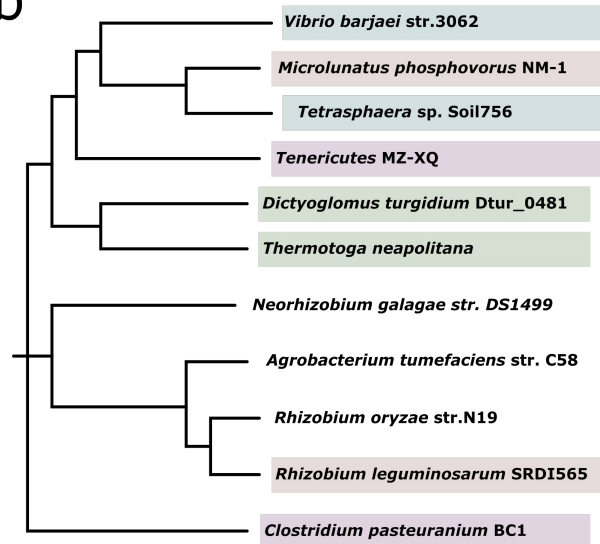 b
Vibrio barjaei str.3062
Microlunatus phosphovorus NM-1
Tetrasphaera sp. Soil756
Tenericutes MZ-XQ
Dictyoglomus turgidium Dtur_0481
Thermotoga neapolitana
Neorhizobium galagae str. DS1499
Agrobacterium tumefaciens str. C58
Rhizobium oryzae str.N19
Rhizobium leguminosarum SRDI565
Clostridium pasteuranium BC1